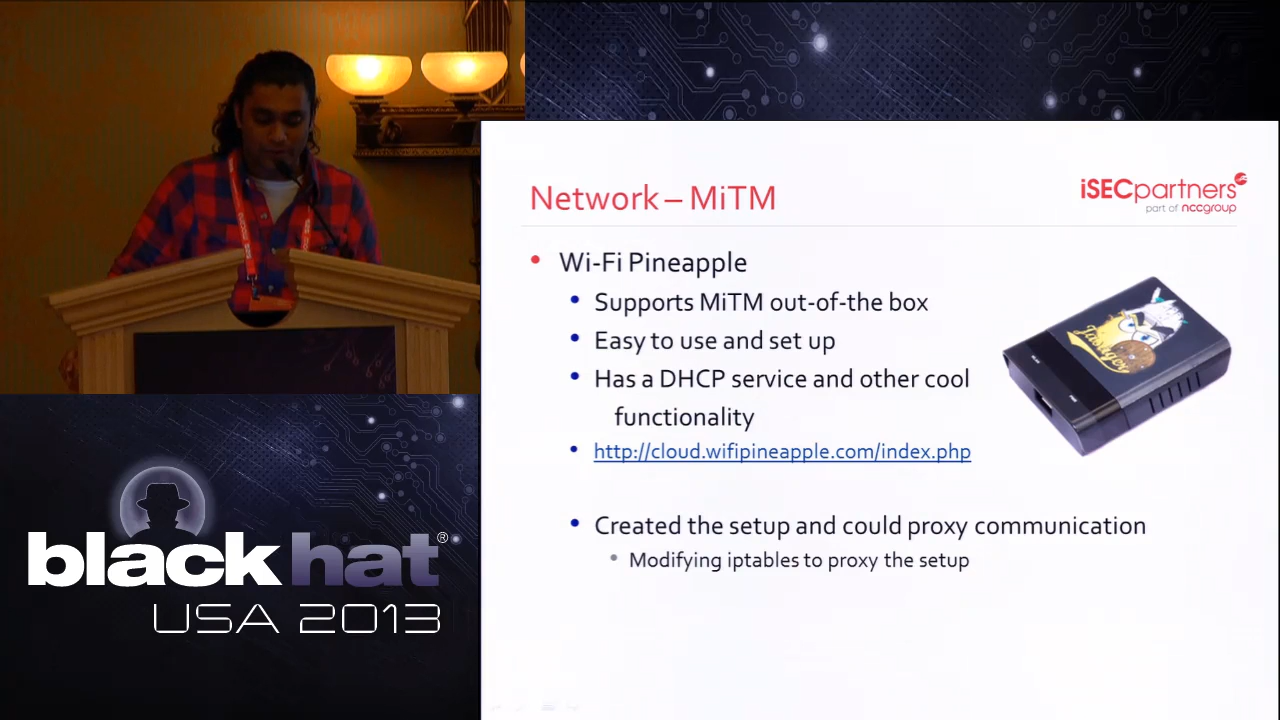 Network – MiTM
iSECpartners
part of nccgroup
• Wi-Fi Pineapple
• Supports MiTM out-of-the box
• Easy to use and set up
• Has a DHCP service and other cool
functionality
• http://cloud.wifipineapple.com/index.php
• Created the setup and could proxy communication
• Modifying iptables to proxy the setup
Jasager
blackhat®
USA 2013